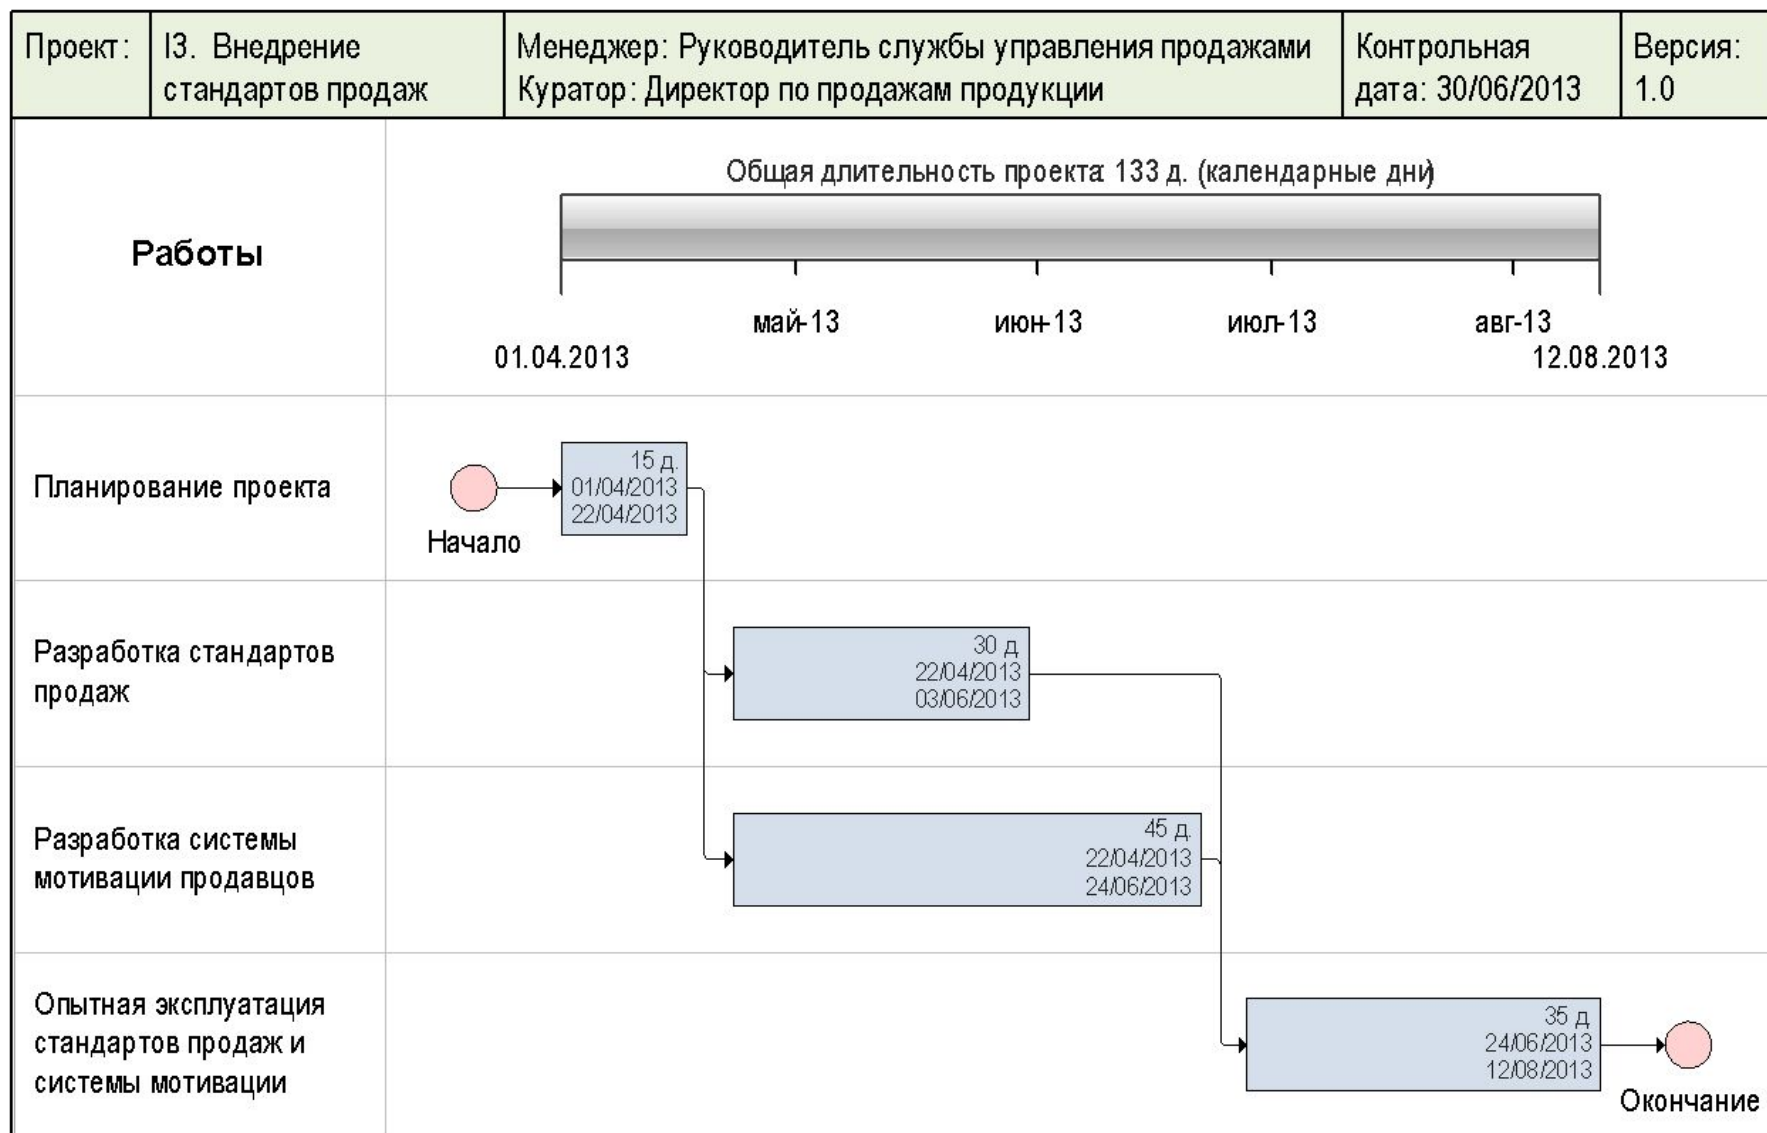 Проект:
I3. Внедрение
стандартов продаж
Менеджер: Руководитель службы управления продажами
Куратор: Директор по продажам продукции
Контрольная
дата: 30/06/2013
Версия:
1.0
Общая длительность проекта: 133 д. (календарные дни)
Работы
май-13
июн-13
июл-13
авг-13
01.04.2013
12.08.2013
Планирование проекта
Начало
15 д.
01/04/2013
22/04/2013
Разработка стандартов
продаж
30 д.
22/04/2013
03/06/2013
Разработка системы
мотивации продавцов
45 д.
22/04/2013
24/06/2013
Опытная эксплуатация
стандартов продаж и
системы мотивации
35 д.
24/06/2013
12/08/2013
Окончание